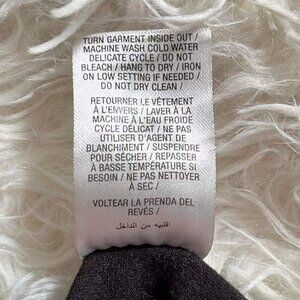 TURN GARMENT INSIDE OUT /
MACHINE WASH COLD WATER
DELICATE CYCLE / DO NOT
BLEACH / HANG TO DRY / IRON
ON LOW SETTING IF NEEDED /
DO NOT DRY CLEAN /
RETOURNER LE VÊTEMENT
À L'ENVERS / LAVER À LA
MACHINE À L'EAU FROIDE
CYCLE DÉLICAT / NE PAS
UTILISER D'AGENT DE
BLANCHIMENT / SUSPENDRE
POUR SÉCHER / REPASSER
À BASSE TEMPÉRATURE SI
BESOIN / NE PAS NETTOYER
À SEC /
VOLTEAR LA PRENDA DEL
REVÉS /
اقلبيه من الداخل